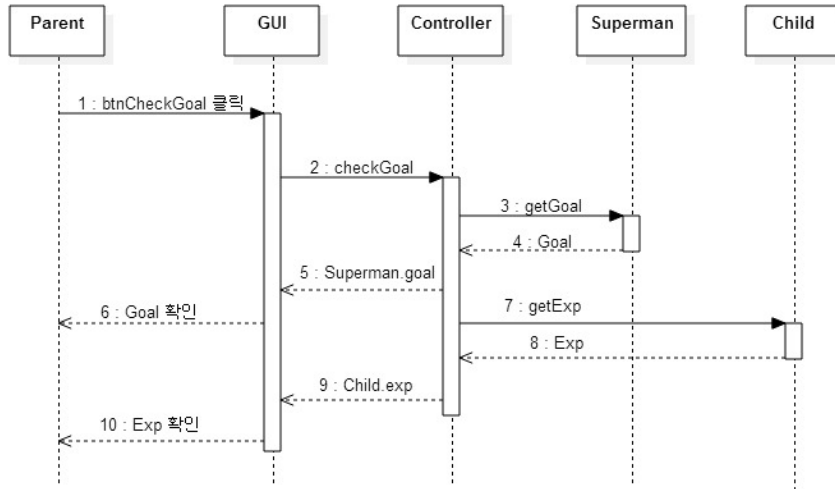 Parent
GUI
Controller
Superman
Child
1 : btnCheckGoal 클릭
2 : checkGoal
3 : getGoal
4 : Goal
5 : Superman.goal
6 : Goal 확인
7 : getExp
8 : Exp
9 : Child.exp
10 : Exp 확인